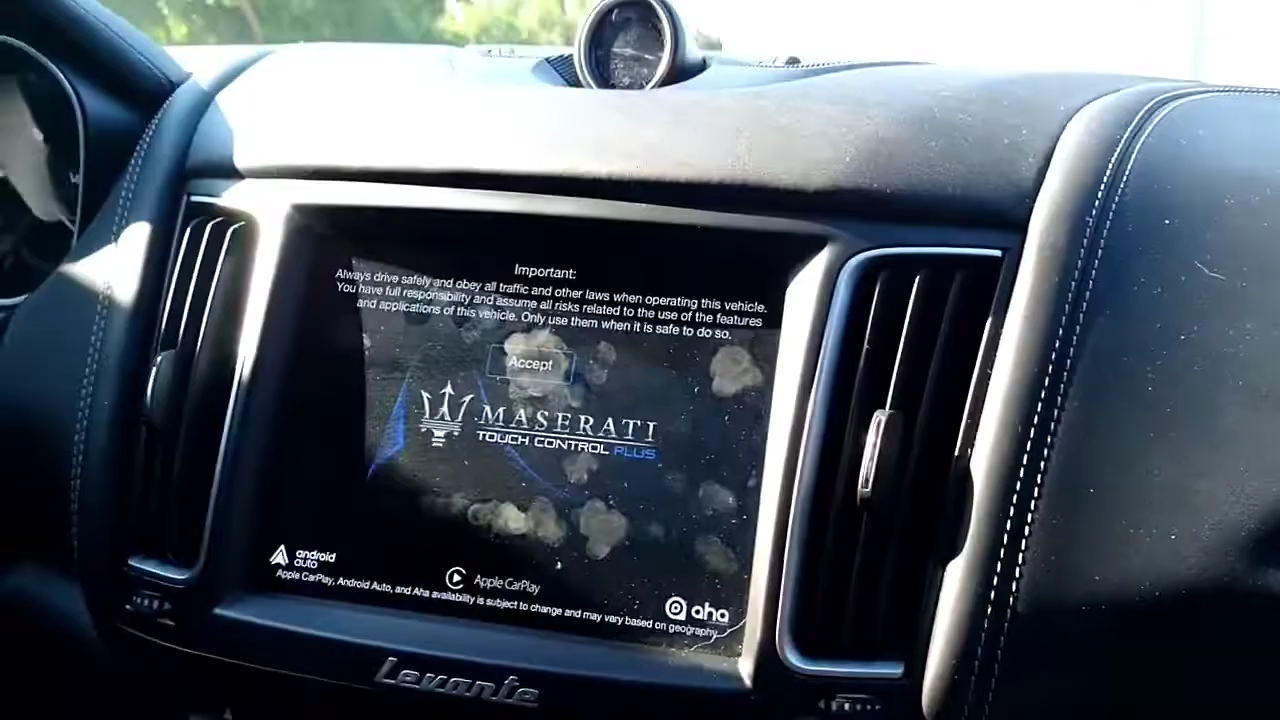 Important:
Always drive safely and obey all traffic and other laws when operating this vehicle.
You have full responsibility and assume all risks related to the use of the features
and applications of this vehicle. Only use them when it is safe to do so.
Accept
MASERATI
TOUCH CONTROL PLUS
android
auto
Apple CarPlay
aha
Apple CarPlay, Android Auto, and Aha availability is subject to change and may vary based on geography.
Levante